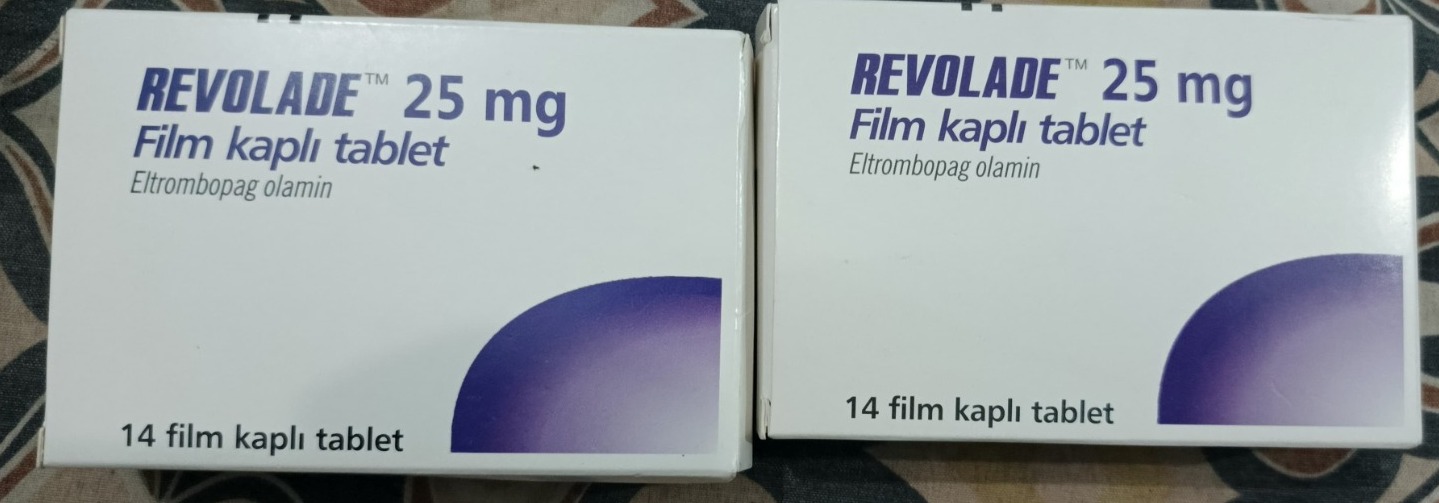 REVOLADE™ 25 mg
Film kaplı tablet
Eltrombopag olamin
14 film kaplı tablet
REVOLADE™ 25 mg
Film kaplı tablet
Eltrombopag olamin
14 film kaplı tablet